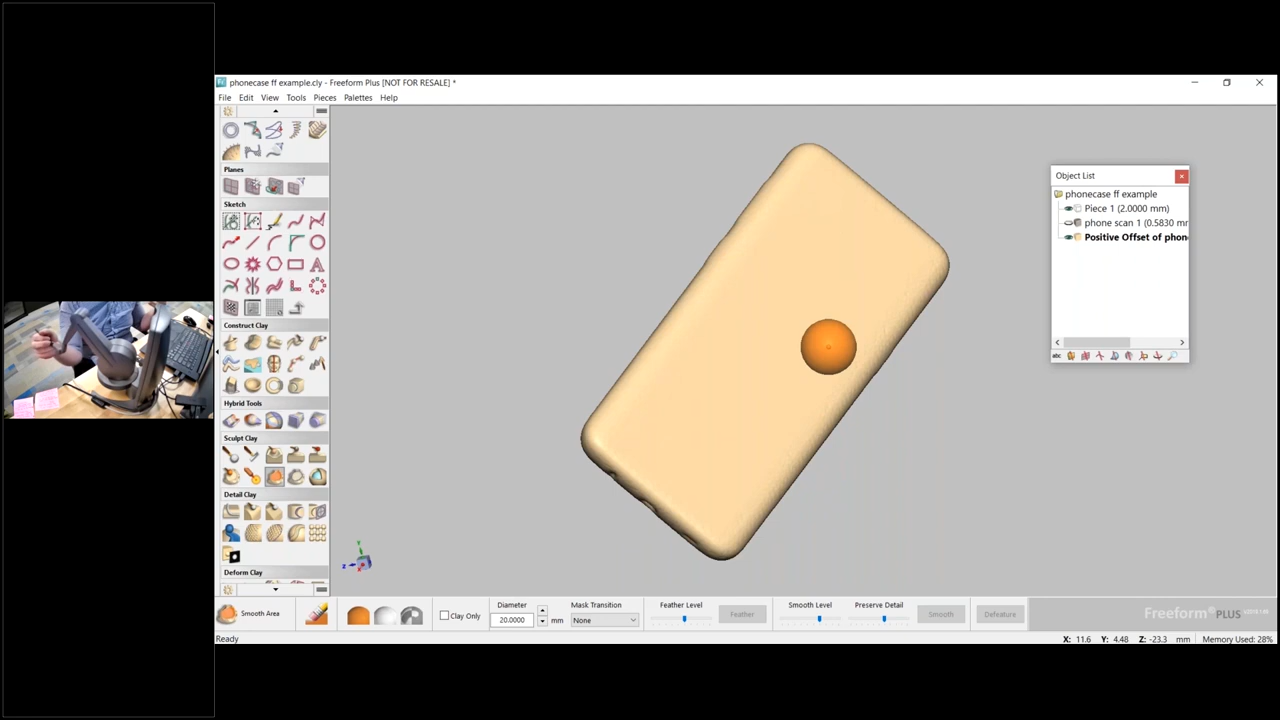 phonecase ff example.cly - Freeform Plus [NOT FOR RESALE] *
File Edit View Tools Pieces Palettes Help
Planes
Sketch
Construct Clay
Hybrid Tools
Sculpt Clay
Detail Clay
Deform Clay
Object List
phonecase ff example
Piece 1 (2.0000 mm)
phone scan 1 (0.5830 mr
Positive Offset of phon
abc
Y
Z
X
Smooth Area
Clay Only
Diameter
20.0000 mm
Mask Transition
None
Feather Level
Feather
Smooth Level
Preserve Detail
Smooth
Defeature
Freeform PLUS
Ready
X: 11.6 Y: 4.48 Z: -23.3 mm Memory Used: 28%